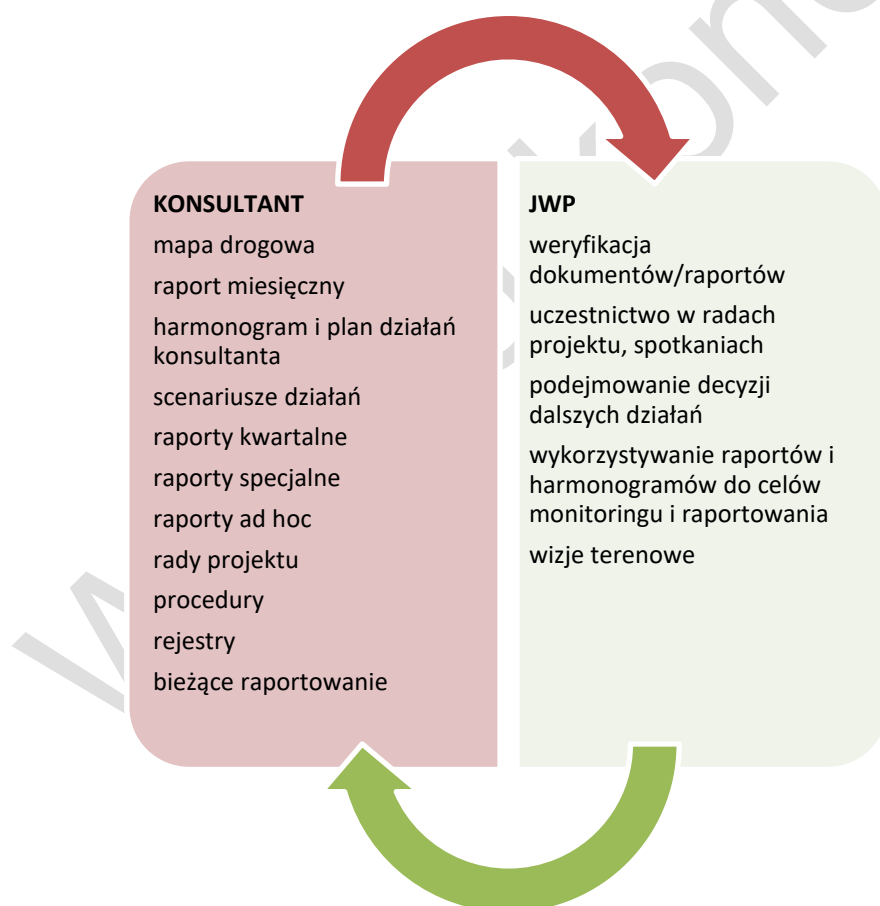 KONSULTANT
mapa drogowa
raport miesięczny
harmonogram i plan działań
konsultanta
scenariusze działań
raporty kwartalne
raporty specjalne
raporty ad hoc
rady projektu
procedury
rejestry
bieżące raportowanie
JWP
weryfikacja
dokumentów/raportów
uczestnictwo w radach
projektu, spotkaniach
podejmowanie decyzji
dalszych działań
wykorzystywanie raportów i
harmonogramów do celów
monitoringu i raportowania
wizje terenowe